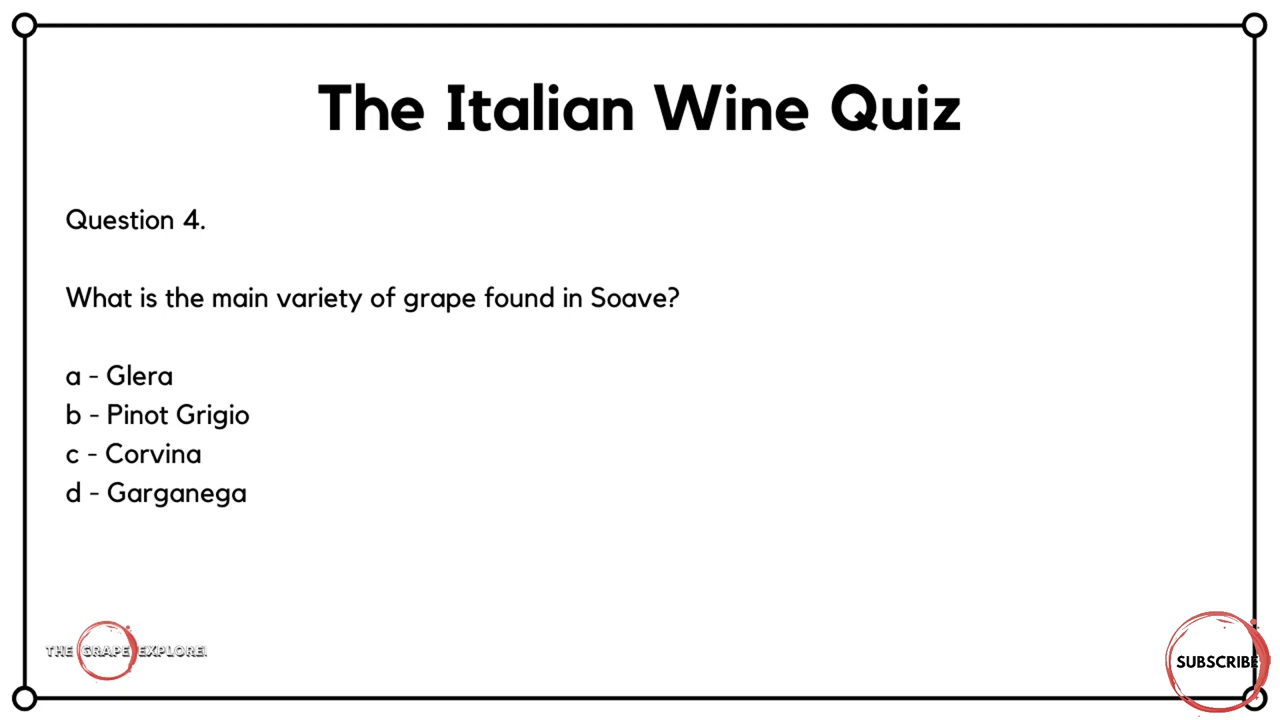 The Italian Wine Quiz
Question 4.
What is the main variety of grape found in Soave?
a - Glera
b - Pinot Grigio
c - Corvina
d - Garganega
THE GRAPE EXPLORE
SUBSCRIBE